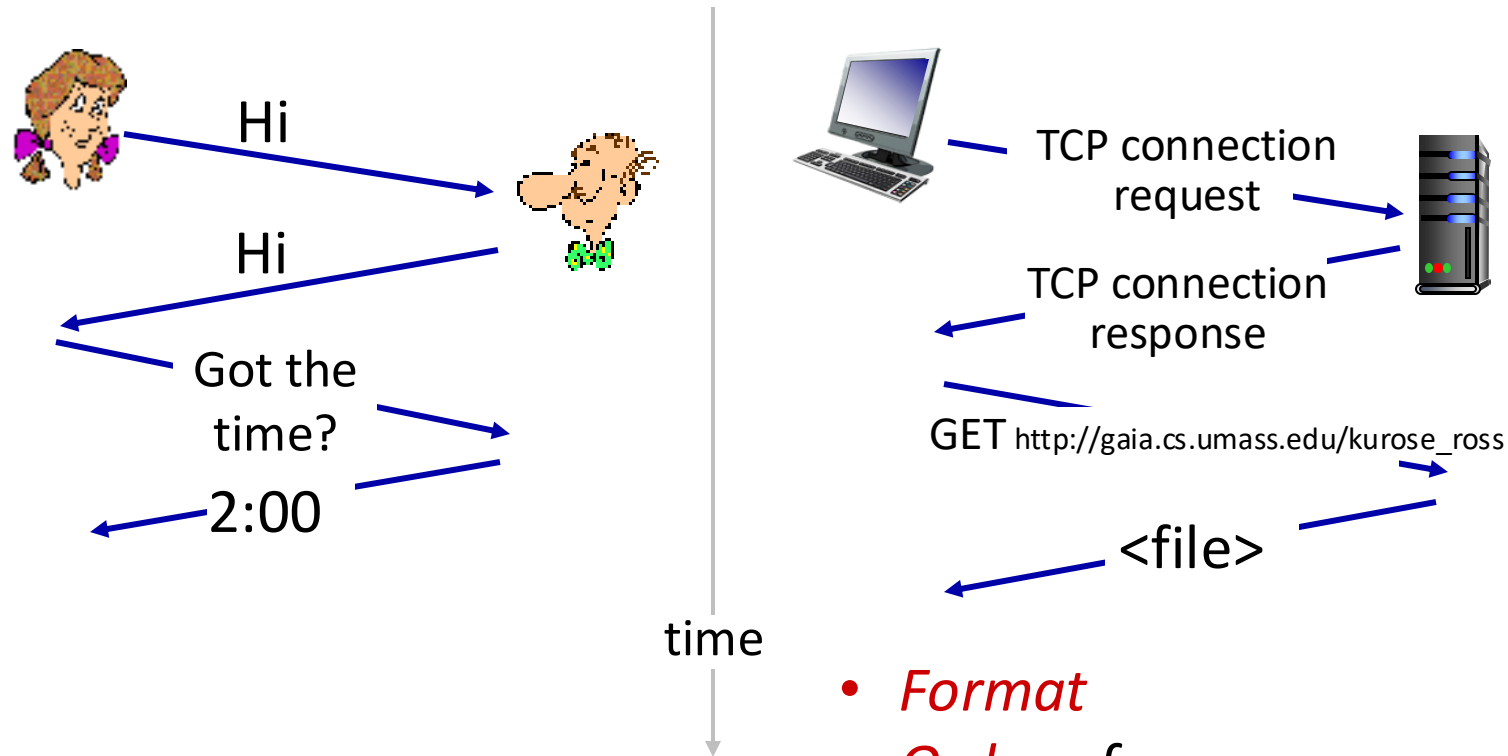 Hi
Hi
Got the
time?
2:00
TCP connection
request
TCP connection
response
GET http://gaia.cs.umass.edu/kurose_ross
<file>
time
• Format